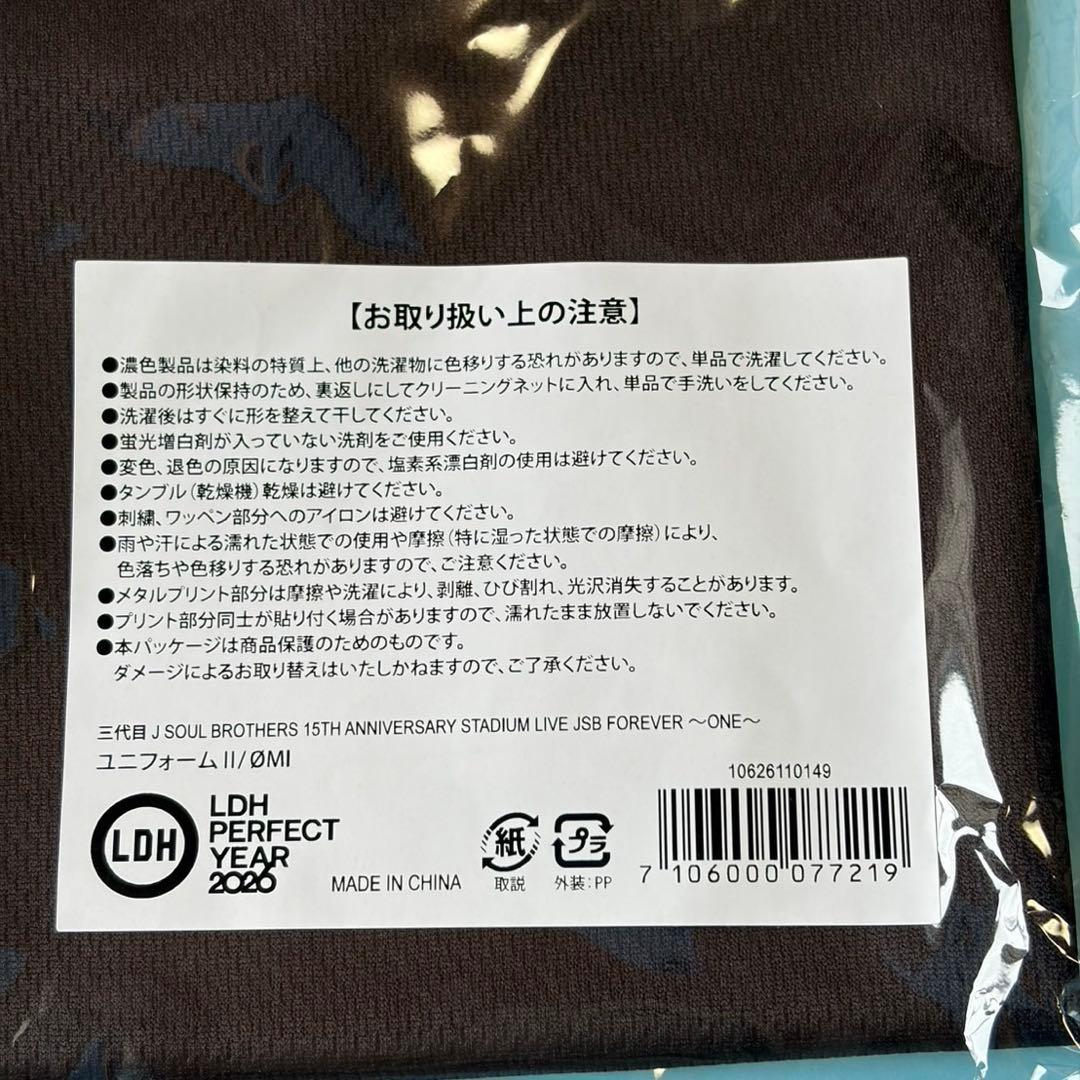 【お取り扱い上の注意】
●濃色製品は染料の特質上、他の洗濯物に色移りする恐れがありますので、単品で洗濯してください。
●製品の形状保持のため、裏返しにしてクリーニングネットに入れ、単品で手洗いをしてください。
●洗濯後はすぐに形を整えて干してください。
●蛍光増白剤が入っていない洗剤をご使用ください。
●変色、退色の原因になりますので、塩素系漂白剤の使用は避けてください。
●タンブル(乾燥機)乾燥は避けてください。
●刺繍、ワッペン部分へのアイロンは避けてください。
●雨や汗による濡れた状態での使用や摩擦(特に湿った状態での摩擦)により、
色落ちや色移りする恐れがありますので、ご注意ください。
●メタルプリント部分は摩擦や洗濯により、剥離、ひび割れ、光沢消失することがあります。
●プリント部分同士が貼り付く場合がありますので、濡れたまま放置しないでください。
●本パッケージは商品保護のためのものです。
ダメージによるお取り替えはいたしかねますので、ご了承ください。
三代目 J SOUL BROTHERS 15TH ANNIVERSARY STADIUM LIVE JSB FOREVER 〜ONE〜
ユニフォームII/ØMI
10626110149
LDH
LDH
PERFECT
YEAR
2026
MADE IN CHINA
紙
取説
プラ
外装:PP
7 106000 077219